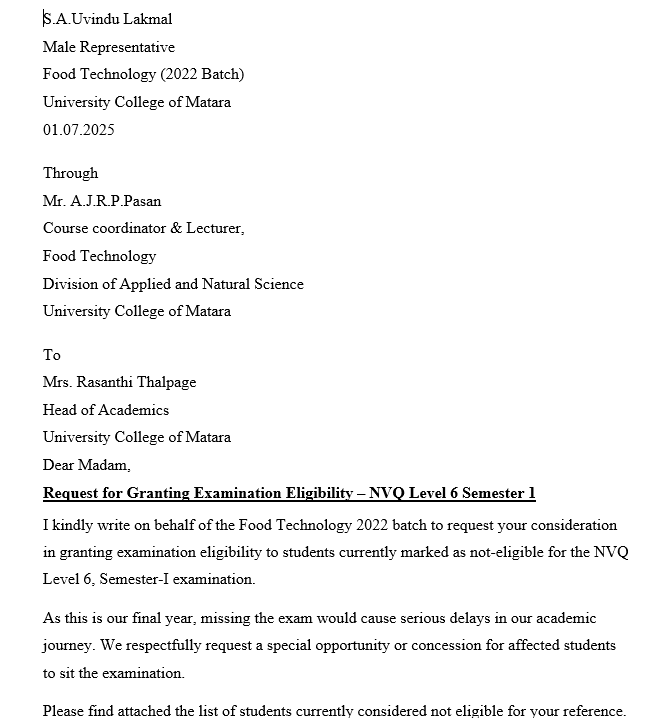 S.A.Uvindu Lakmal
Male Representative
Food Technology (2022 Batch)
University College of Matara
01.07.2025
Through
Mr. A.J.R.P.Pasan
Course coordinator & Lecturer,
Food Technology
Division of Applied and Natural Science
University College of Matara
To
Mrs. Rasanthi Thalpage
Head of Academics
University College of Matara
Dear Madam,
Request for Granting Examination Eligibility – NVQ Level 6 Semester 1
I kindly write on behalf of the Food Technology 2022 batch to request your consideration
in granting examination eligibility to students currently marked as not-eligible for the NVQ
Level 6, Semester-I examination.
As this is our final year, missing the exam would cause serious delays in our academic
journey. We respectfully request a special opportunity or concession for affected students
to sit the examination.
Please find attached the list of students currently considered not eligible for your reference.